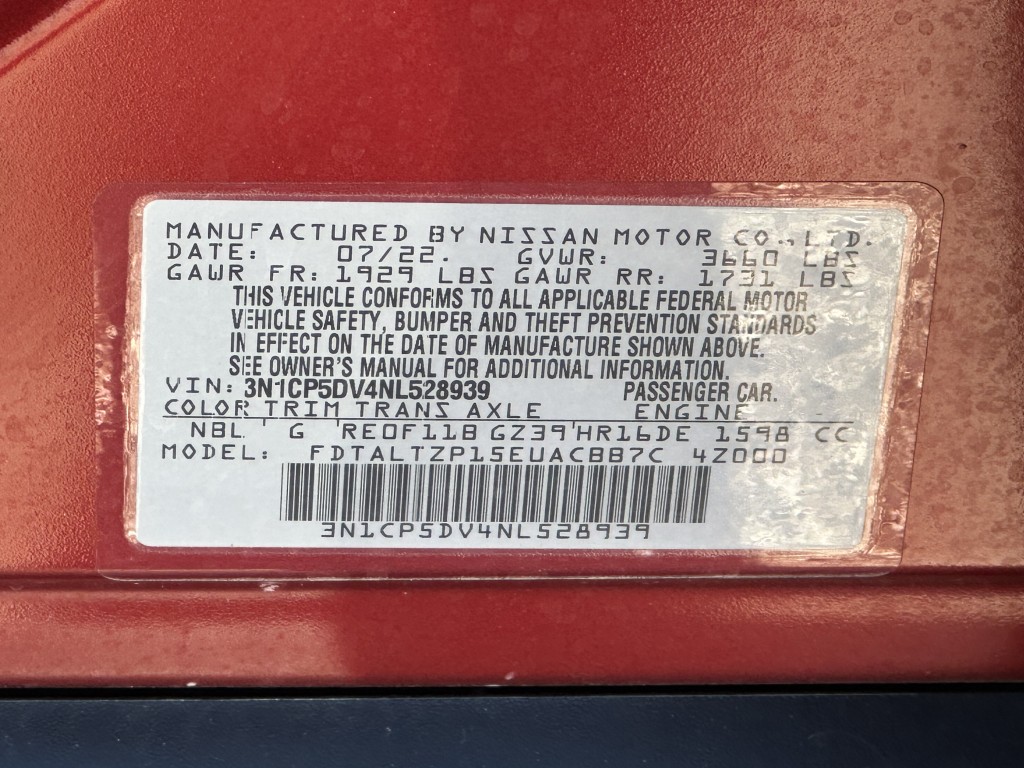 MANUFACTURED BY NISSAN MOTOR CO.,LTD.
DATE: 07/22. GVWR: 3660 LBS
GAWR FR: 1929 LBS GAWR RR: 1731 LBS
THIS VEHICLE CONFORMS TO ALL APPLICABLE FEDERAL MOTOR
VEHICLE SAFETY, BUMPER AND THEFT PREVENTION STANDARDS
IN EFFECT ON THE DATE OF MANUFACTURE SHOWN ABOVE.
SEE OWNER'S MANUAL FOR ADDITIONAL INFORMATION.
VIN: 3N1CP5DV4NL528939 PASSENGER CAR.
COLOR TRIM TRANS AXLE ENGINE
NBL G RE0F11B GZ39 HR16DE 1598 CC
MODEL: FDTALTZP15EUACBB7C 4Z000
3N1CP5DV4NL528939